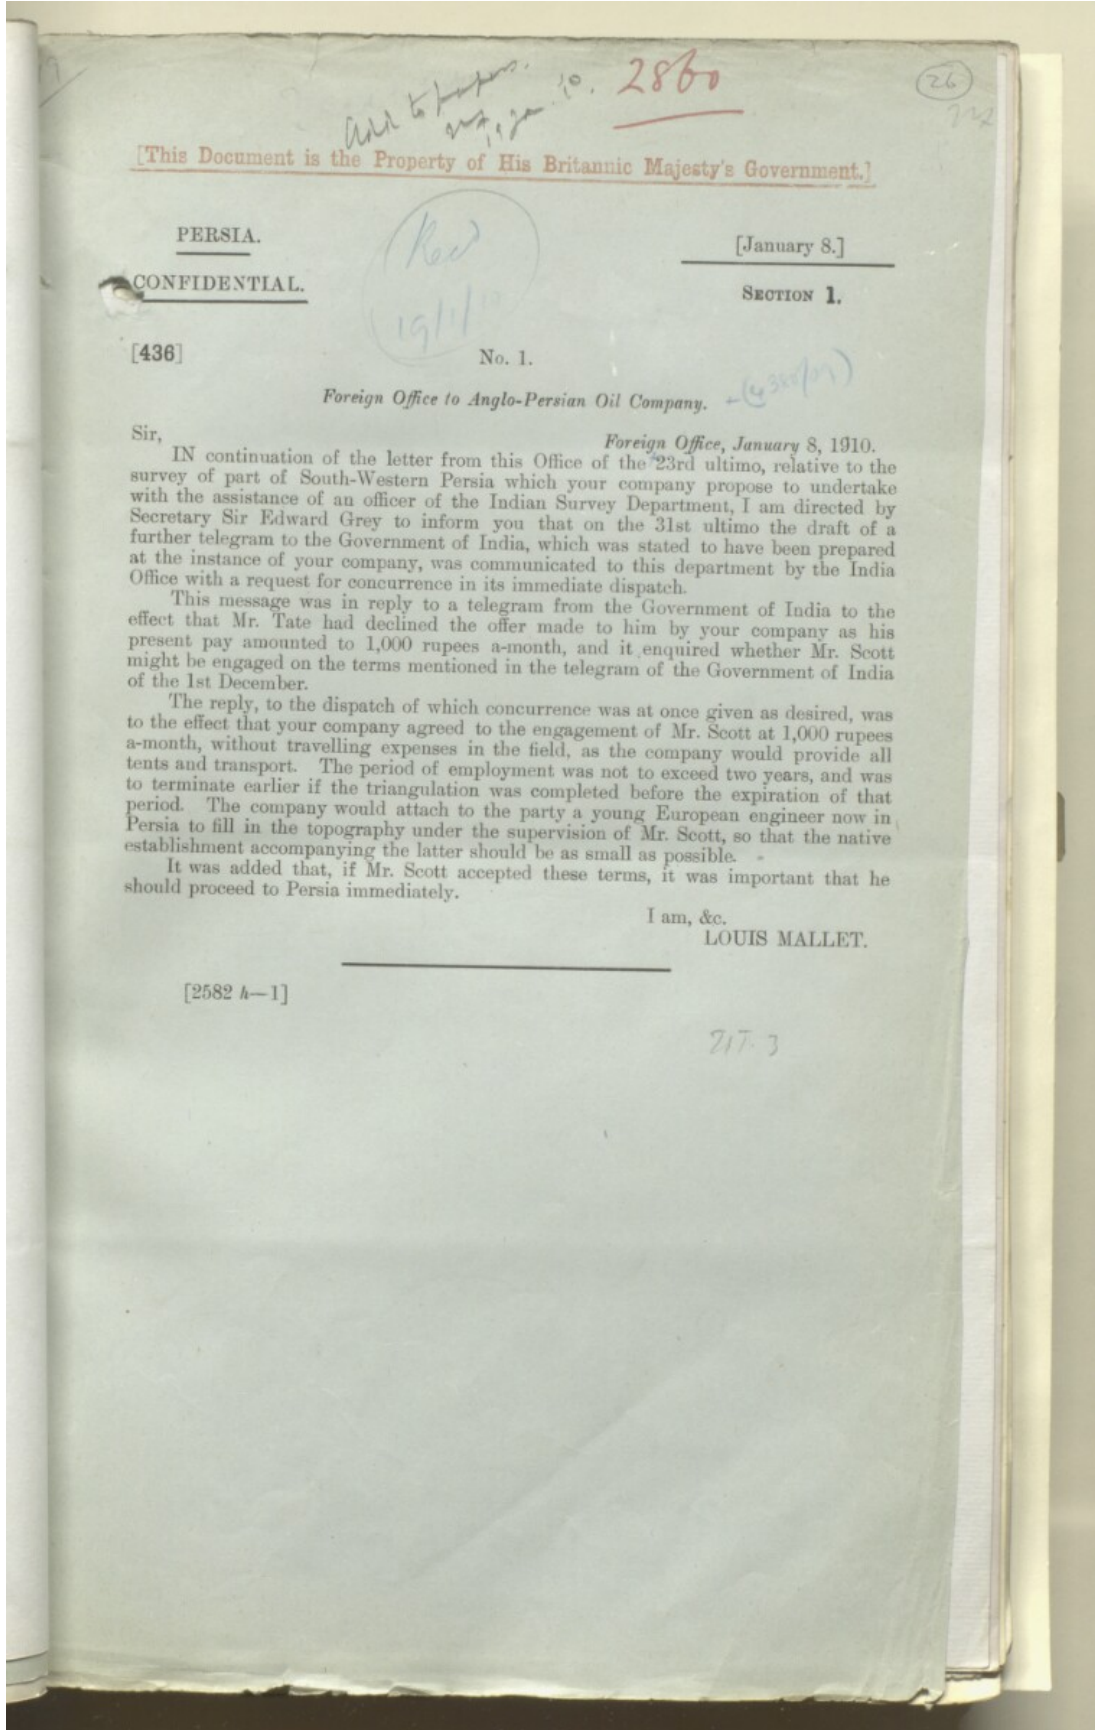 Add to papers.
19 Jan. 10.
2860
26
[This Document is the Property of His Britannic Majesty's Government.]
PERSIA.
[January 8.]
CONFIDENTIAL.
SECTION 1.
Recd
19/1/10
[436]
No. 1.
Foreign Office to Anglo-Persian Oil Company.
Sir,
Foreign Office, January 8, 1910.
IN continuation of the letter from this Office of the 23rd ultimo, relative to the
survey of part of South-Western Persia which your company propose to undertake
with the assistance of an officer of the Indian Survey Department, I am directed by
Secretary Sir Edward Grey to inform you that on the 31st ultimo the draft of a
further telegram to the Government of India, which was stated to have been prepared
at the instance of your company, was communicated to this department by the India
Office with a request for concurrence in its immediate dispatch.
This message was in reply to a telegram from the Government of India to the
effect that Mr. Tate had declined the offer made to him by your company as his
present pay amounted to 1,000 rupees a-month, and it enquired whether Mr. Scott
might be engaged on the terms mentioned in the telegram of the Government of India
of the 1st December.
The reply, to the dispatch of which concurrence was at once given as desired, was
to the effect that your company agreed to the engagement of Mr. Scott at 1,000 rupees
a-month, without travelling expenses in the field, as the company would provide all
tents and transport. The period of employment was not to exceed two years, and was
to terminate earlier if the triangulation was completed before the expiration of that
period. The company would attach to the party a young European engineer now in
Persia to fill in the topography under the supervision of Mr. Scott, so that the native
establishment accompanying the latter should be as small as possible.
It was added that, if Mr. Scott accepted these terms, it was important that he
should proceed to Persia immediately.
I am, &c.
LOUIS MALLET.
[2582 h—1]